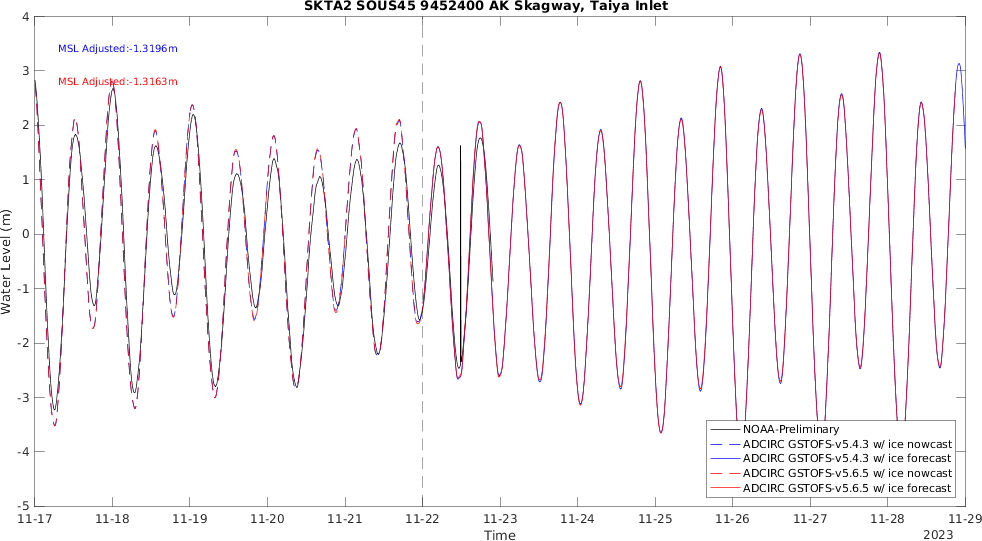 SKTA2 SOUS45 9452400 AK Skagway, Taiya Inlet
MSL Adjusted:-1.3196m
MSL Adjusted:-1.3163m
Water Level (m)
4
3
2
1
0
-1
-2
-3
-4
-5
NOAA-Preliminary
ADCIRC GSTOFS-v5.4.3 w/ ice nowcast
ADCIRC GSTOFS-v5.4.3 w/ ice forecast
ADCIRC GSTOFS-v5.6.5 w/ ice nowcast
ADCIRC GSTOFS-v5.6.5 w/ ice forecast
11-17 11-18 11-19 11-20 11-21 11-22 11-23 11-24 11-25 11-26 11-27 11-28 11-29
Time
2023